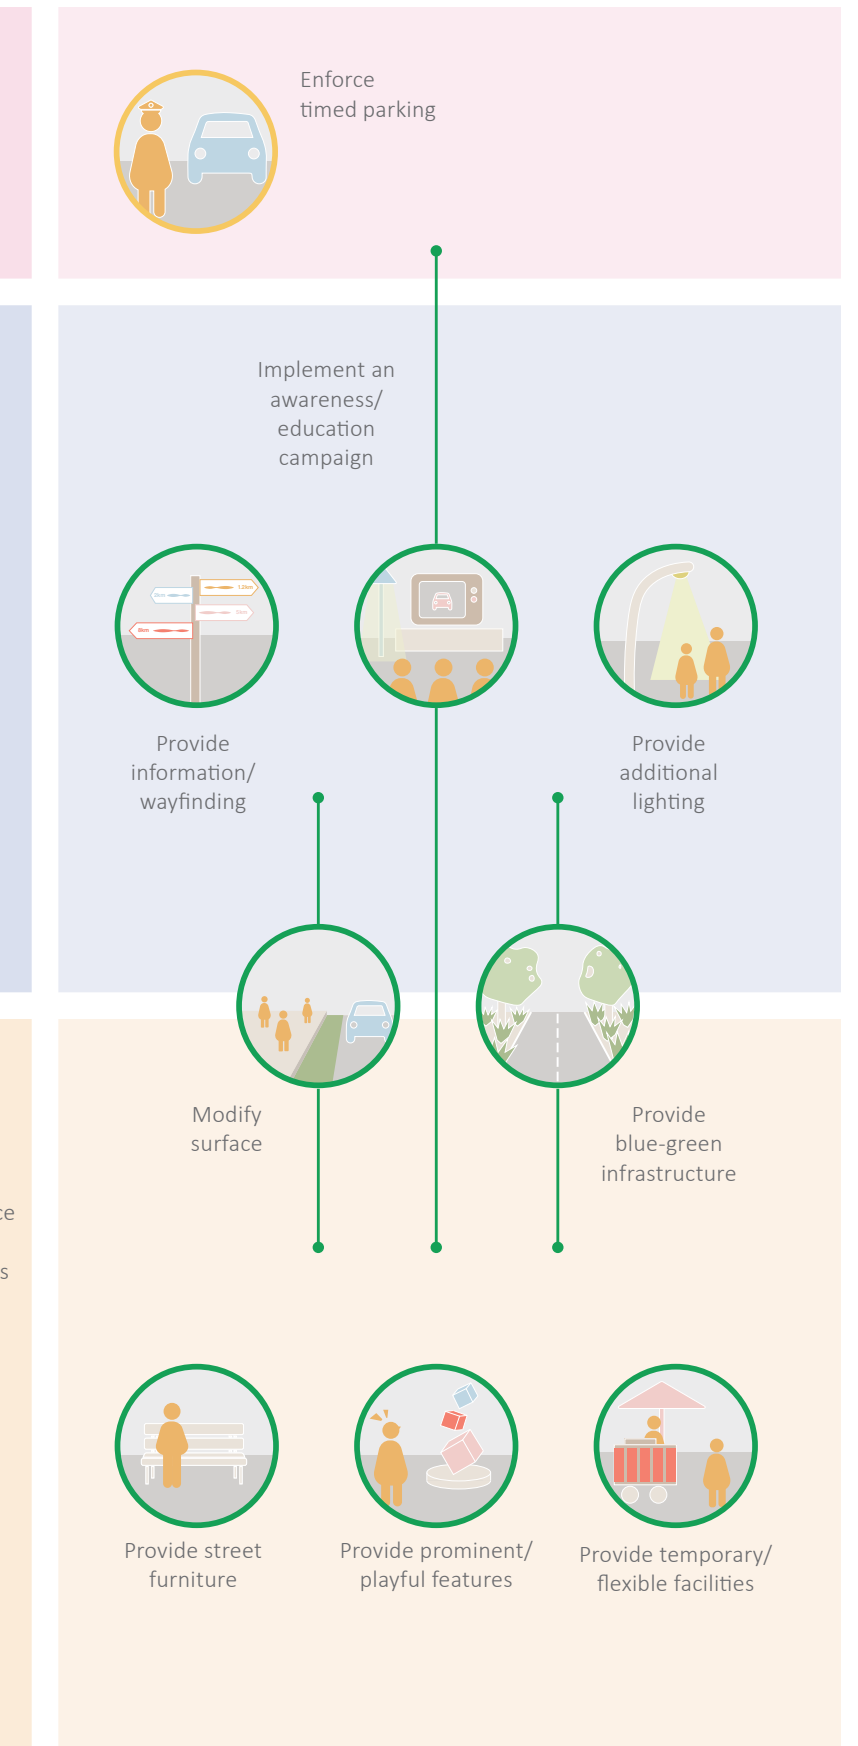 Enforce
timed parking
Implement an
awareness/
education
campaign
Provide
information/
wayfinding
Provide
additional
lighting
Modify
surface
Provide
blue-green
infrastructure
Provide street
furniture
Provide prominent/
playful features
Provide temporary/
flexible facilities